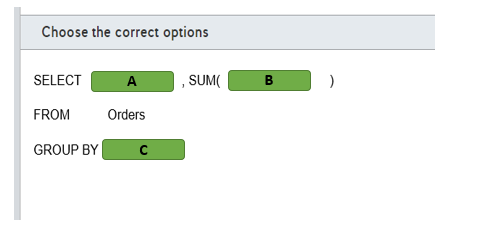 Choose the correct options
SELECT A , SUM( B )
FROM Orders
GROUP BY C